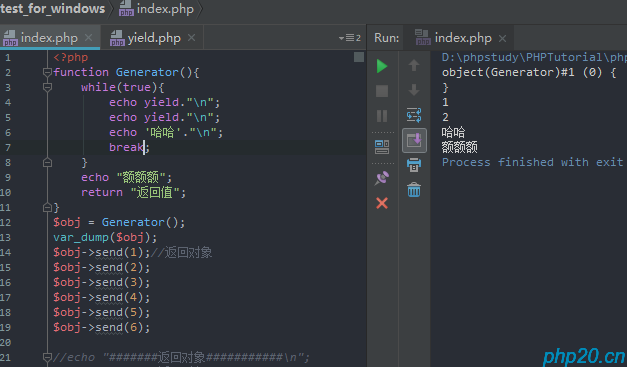 test_for_windows
index.php
index.php
yield.php
2
Run:
index.php
1 <?php
2 function Generator(){
3 while(true){
4 echo yield."\n";
5 echo yield."\n";
6 echo '哈哈'."\n";
7 break;
8 }
9 echo "额额额";
10 return "返回值";
11 }
12 $obj = Generator();
13 var_dump($obj);
14 $obj->send(1);//返回对象
15 $obj->send(2);
16 $obj->send(3);
17 $obj->send(4);
18 $obj->send(5);
19 $obj->send(6);
20
21 //echo "#######返回对象###########\n";
D:\phpstudy\PHPTutorial\php
object(Generator)#1 (0) {
}
1
2
哈哈
额额额
Process finished with exit
php20.cn